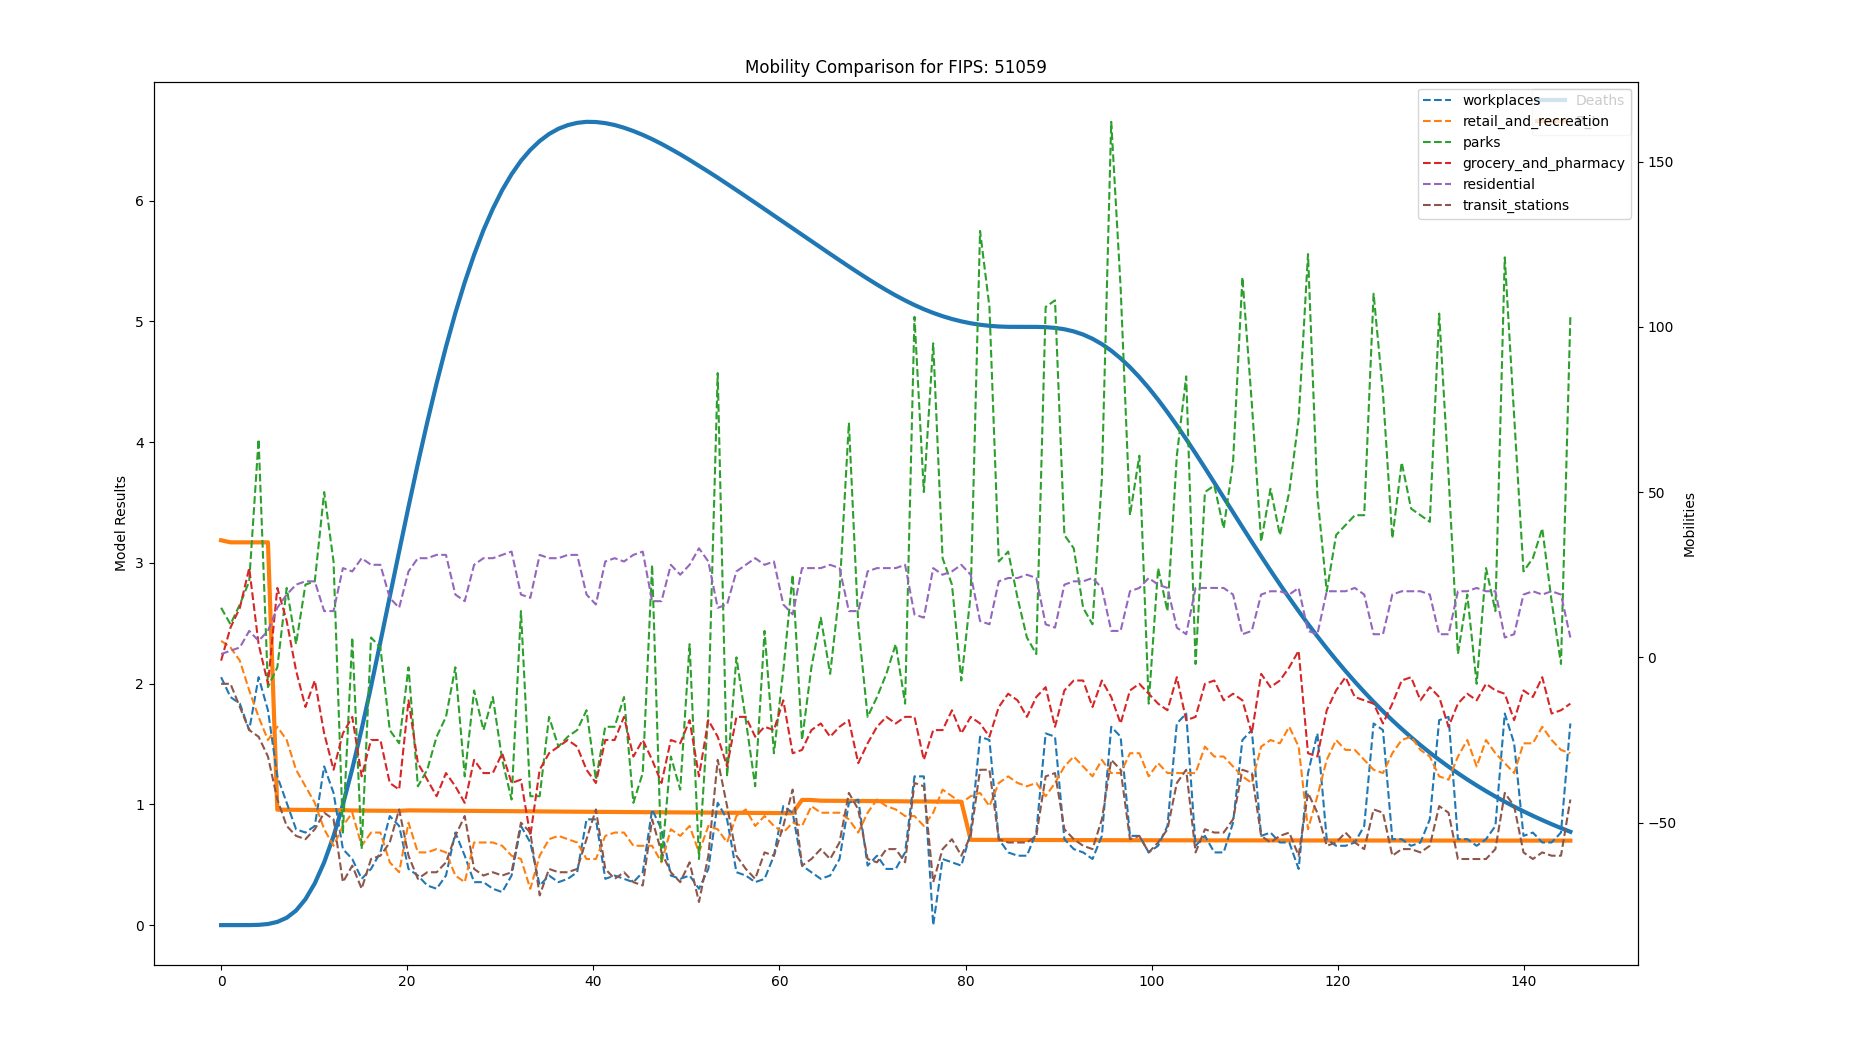 Mobility Comparison for FIPS: 51059
workplaces
retail_and_recreation
parks
grocery_and_pharmacy
residential
transit_stations
Deaths
Model Results
Mobilities
6
5
4
3
2
1
0
150
100
50
0
−50
0 20 40 60 80 100 120 140